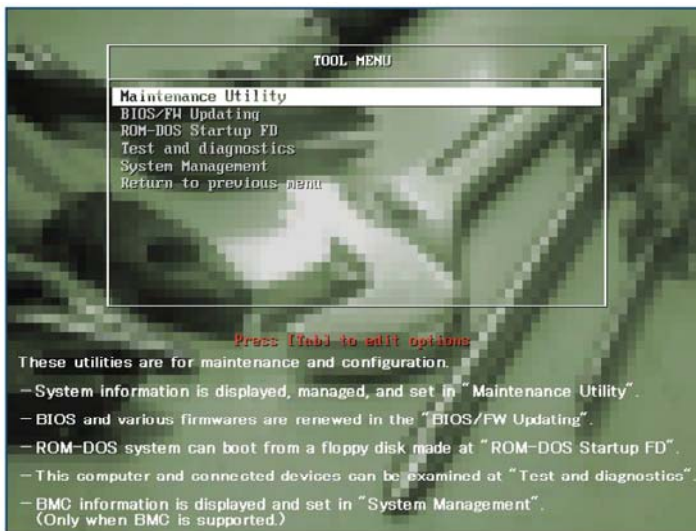 TOOL MENU
Maintenance Utility
BIOS/FW Updating
ROM-DOS Startup FD
Test and diagnostics
System Management
Return to previous menu
Press [Tab] to edit options
These utilities are for maintenance and configuration.
－System information is displayed, managed, and set in "Maintenance Utility".
－BIOS and various firmwares are renewed in the "BIOS/FW Updating".
－ROM-DOS system can boot from a floppy disk made at "ROM-DOS Startup FD".
－This computer and connected devices can be examined at "Test and diagnostics".
－BMC information is displayed and set in "System Management".
(Only when BMC is supported.)